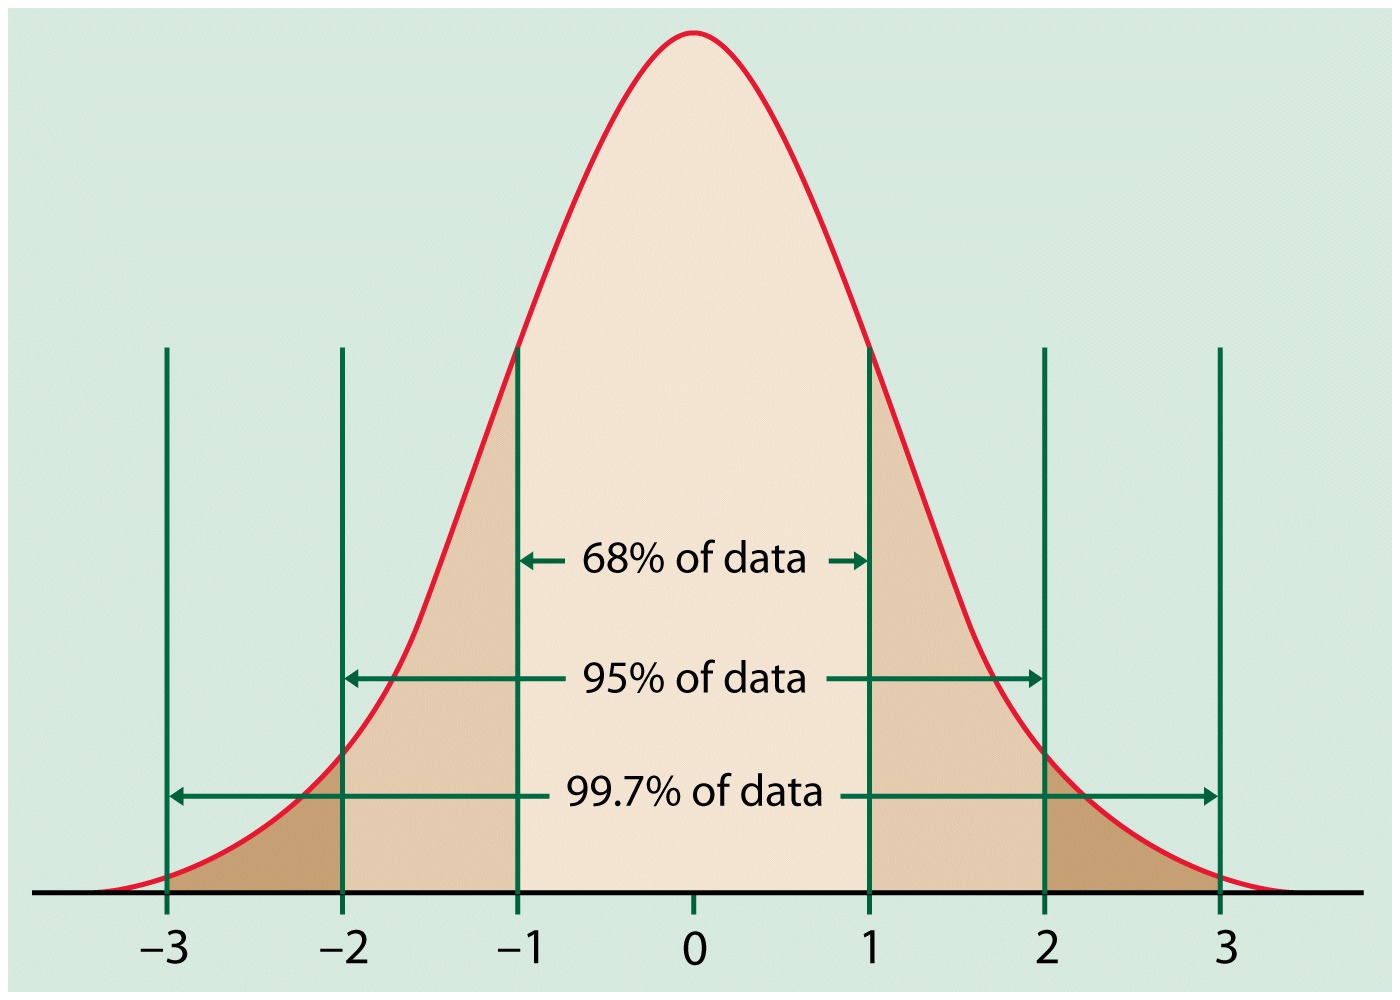 68% of data
95% of data
99.7% of data
–3 –2 –1 0 1 2 3